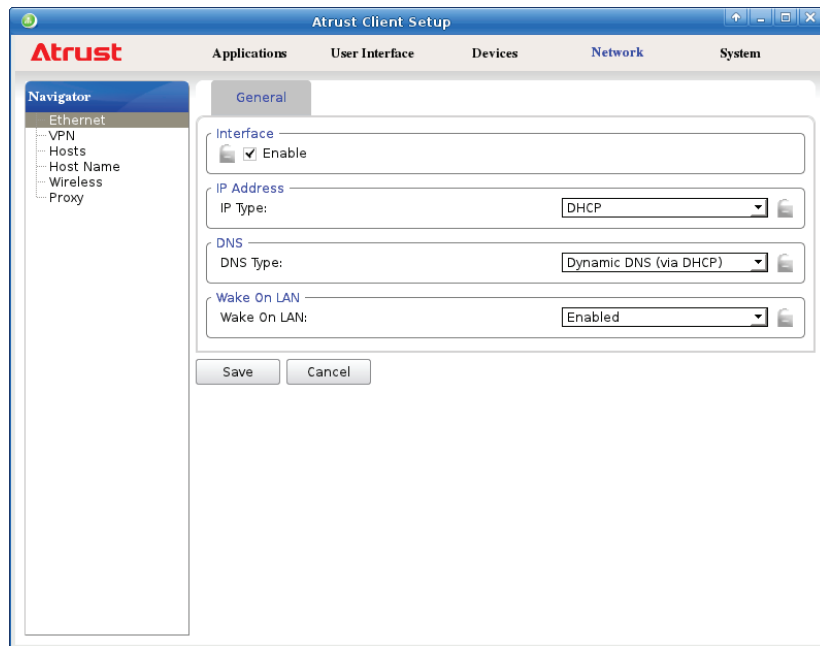 Atrust Client Setup
Atrust Applications User Interface Devices Network System
Navigator
Ethernet
VPN
Hosts
Host Name
Wireless
Proxy
General
Interface
Enable
IP Address
IP Type: DHCP
DNS
DNS Type: Dynamic DNS (via DHCP)
Wake On LAN
Wake On LAN: Enabled
Save Cancel